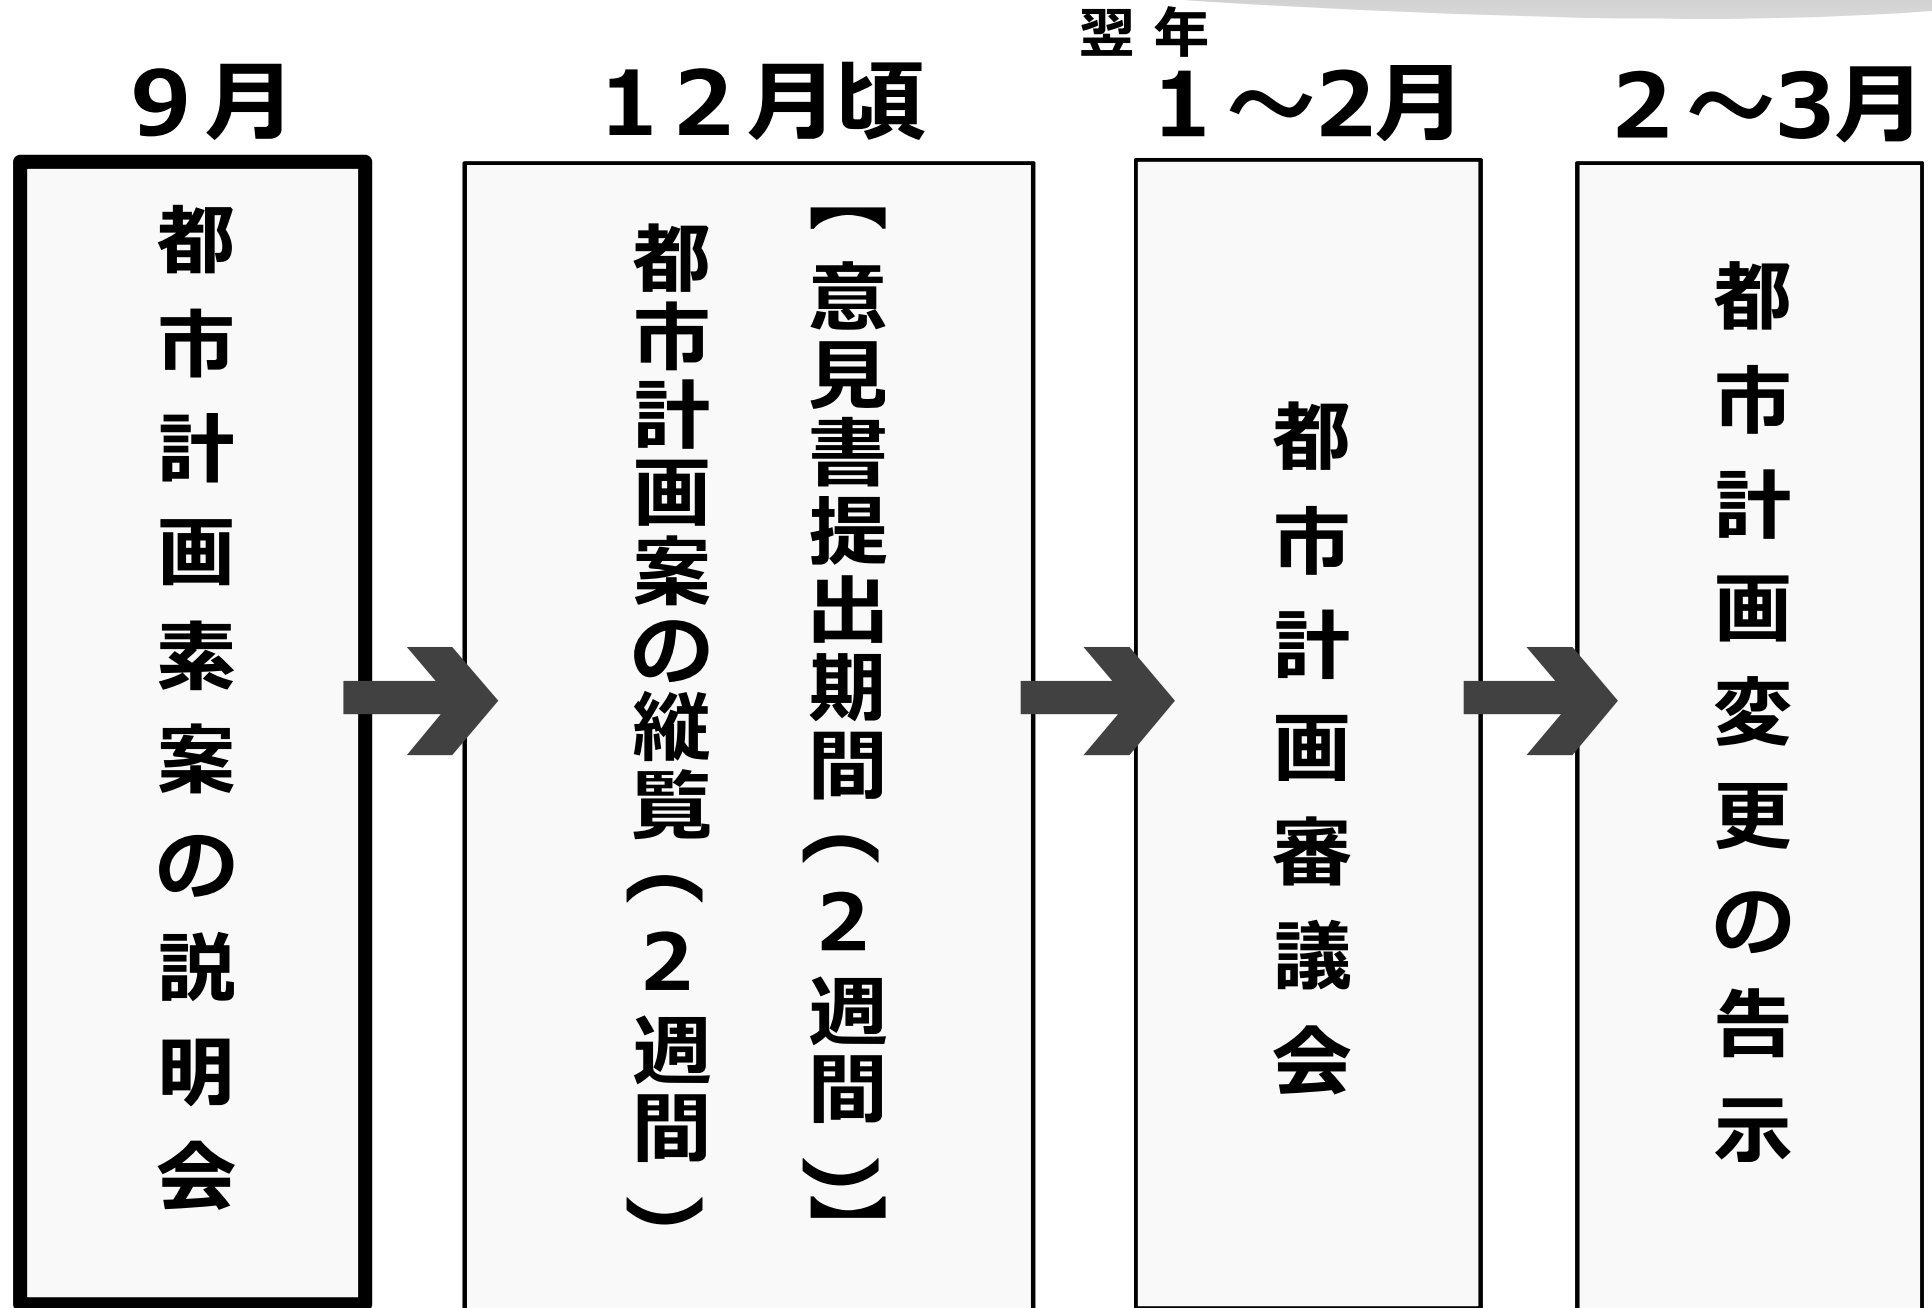 ９月
都市計画素案の説明会
１２月頃
都市計画案の縦覧（２週間）
【意見書提出期間（２週間）】
翌年
１～2月
都市計画審議会
２～3月
都市計画変更の告示